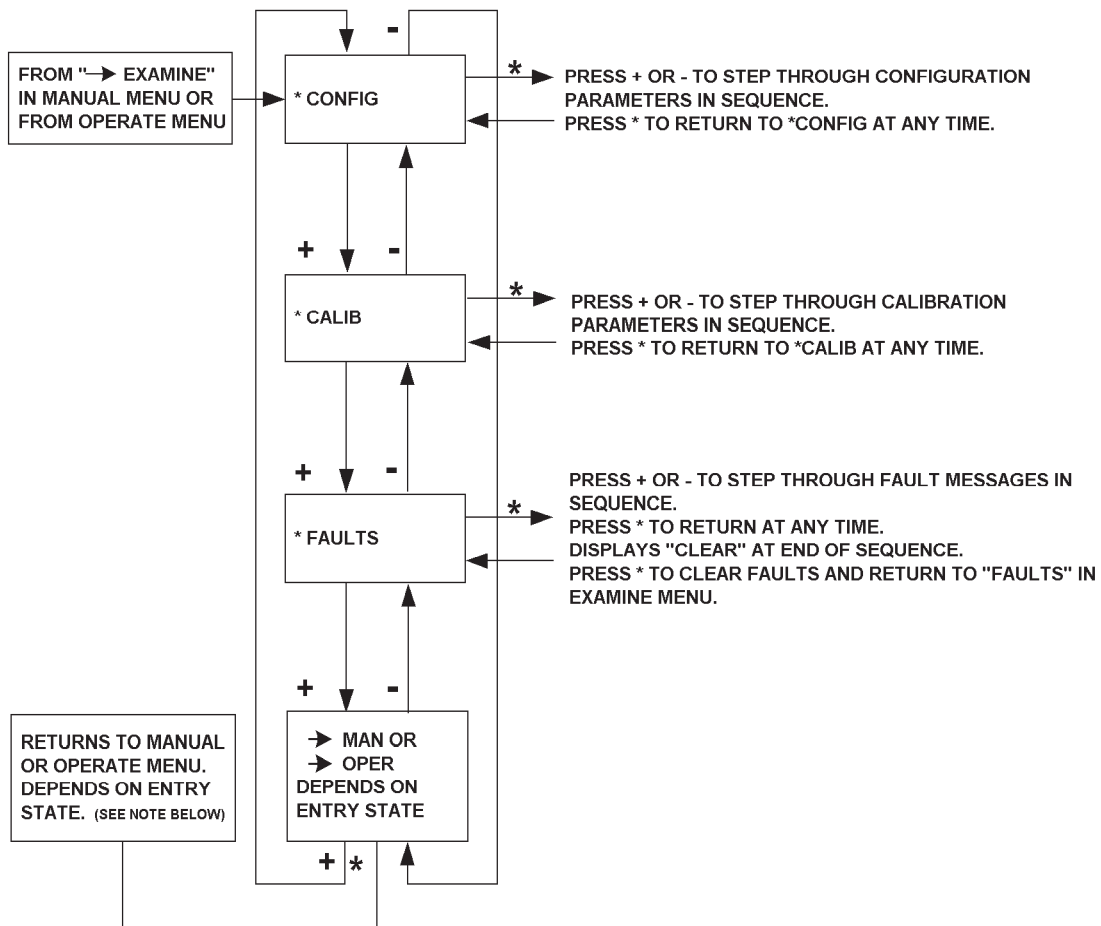 -
FROM "→ EXAMINE"
IN MANUAL MENU OR
FROM OPERATE MENU
* CONFIG
*
PRESS + OR - TO STEP THROUGH CONFIGURATION
PARAMETERS IN SEQUENCE.
PRESS * TO RETURN TO *CONFIG AT ANY TIME.
+
-
* CALIB
*
PRESS + OR - TO STEP THROUGH CALIBRATION
PARAMETERS IN SEQUENCE.
PRESS * TO RETURN TO *CALIB AT ANY TIME.
+
-
* FAULTS
*
PRESS + OR - TO STEP THROUGH FAULT MESSAGES IN
SEQUENCE.
PRESS * TO RETURN AT ANY TIME.
DISPLAYS "CLEAR" AT END OF SEQUENCE.
PRESS * TO CLEAR FAULTS AND RETURN TO "FAULTS" IN
EXAMINE MENU.
+
-
RETURNS TO MANUAL
OR OPERATE MENU.
DEPENDS ON ENTRY
STATE. (SEE NOTE BELOW)
→ MAN OR
→ OPER
DEPENDS ON
ENTRY STATE
+ *